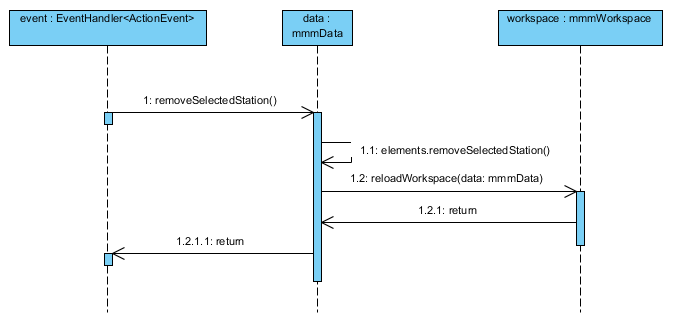 event : EventHandler<ActionEvent>
data :
mmmData
workspace : mmmWorkspace
1: removeSelectedStation()
1.1: elements.removeSelectedStation()
1.2: reloadWorkspace(data: mmmData)
1.2.1: return
1.2.1.1: return